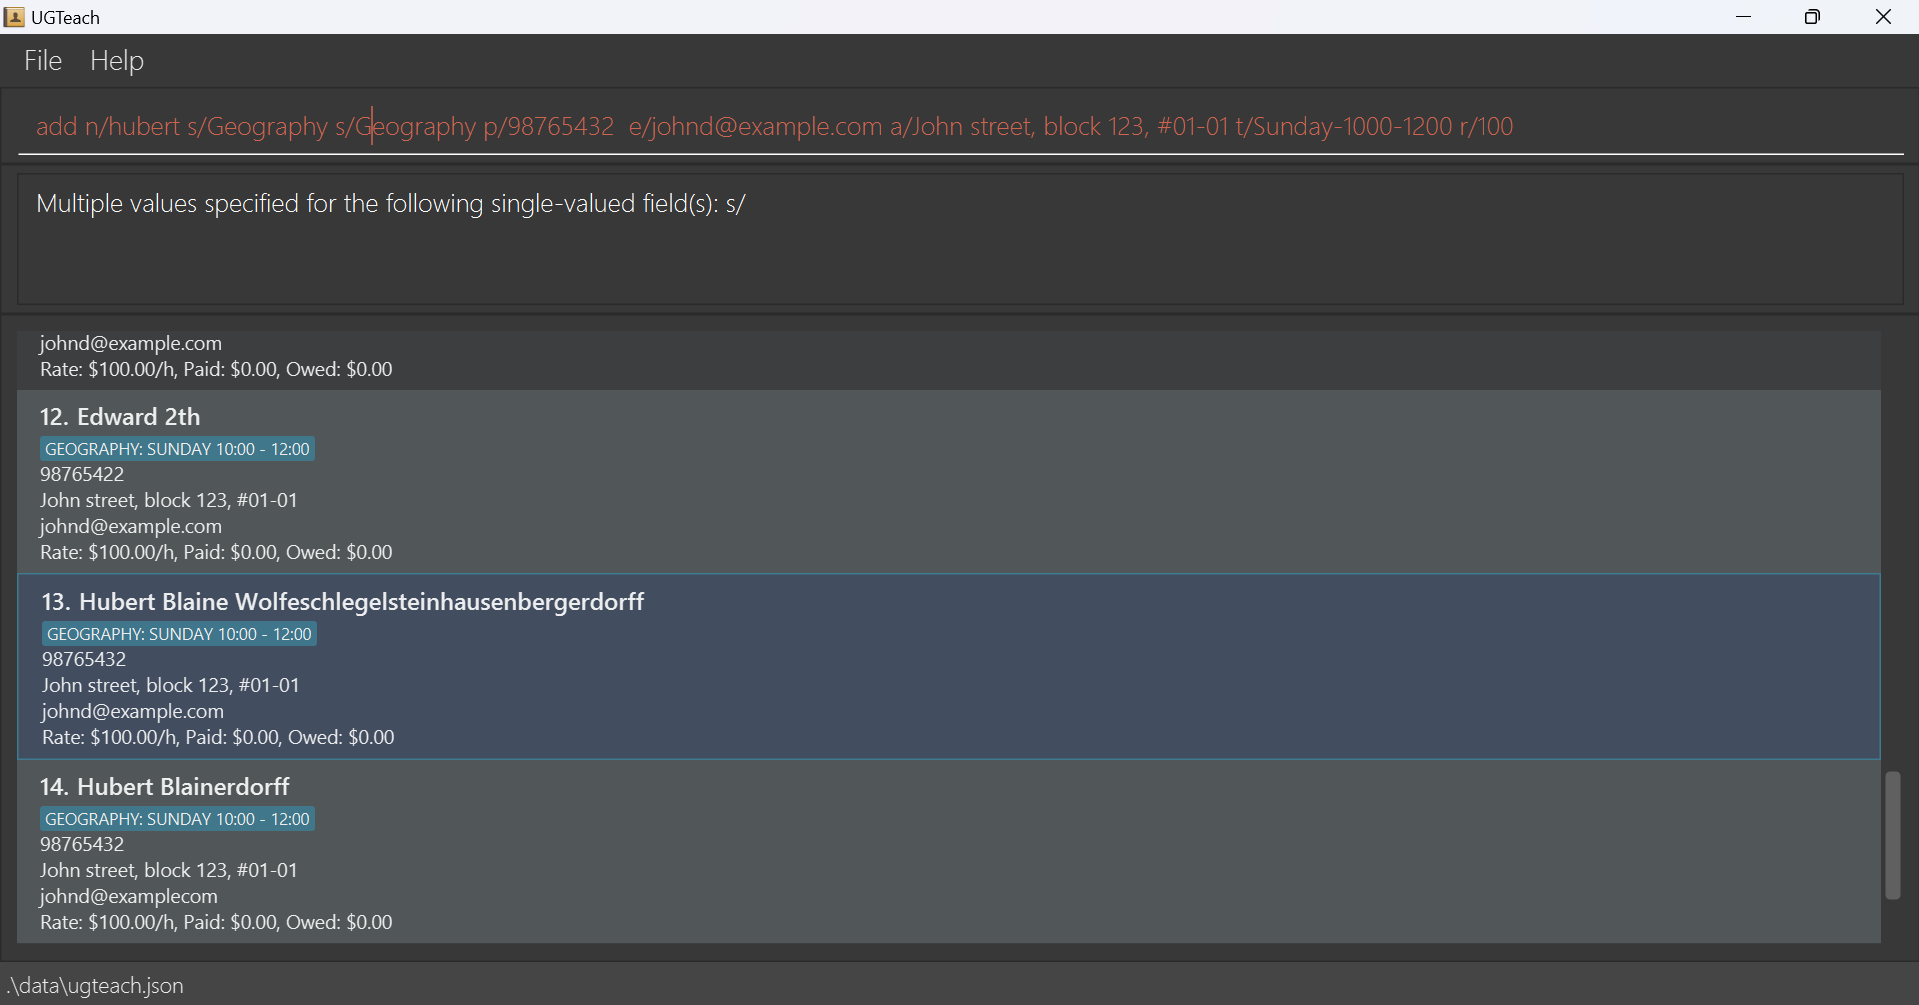 UGTeach
File Help
add n/hubert s/Geography s/Geography p/98765432  e/johnd@example.com a/John street, block 123, #01-01 t/Sunday-1000-1200 r/100
Multiple values specified for the following single-valued field(s): s/
johnd@example.com
Rate: $100.00/h, Paid: $0.00, Owed: $0.00
12. Edward 2th
GEOGRAPHY: SUNDAY 10:00 - 12:00
98765422
John street, block 123, #01-01
johnd@example.com
Rate: $100.00/h, Paid: $0.00, Owed: $0.00
13. Hubert Blaine Wolfeschlegelsteinhausenbergerdorff
GEOGRAPHY: SUNDAY 10:00 - 12:00
98765432
John street, block 123, #01-01
johnd@example.com
Rate: $100.00/h, Paid: $0.00, Owed: $0.00
14. Hubert Blainerdorff
GEOGRAPHY: SUNDAY 10:00 - 12:00
98765432
John street, block 123, #01-01
johnd@examplecom
Rate: $100.00/h, Paid: $0.00, Owed: $0.00
.\data\ugteach.json